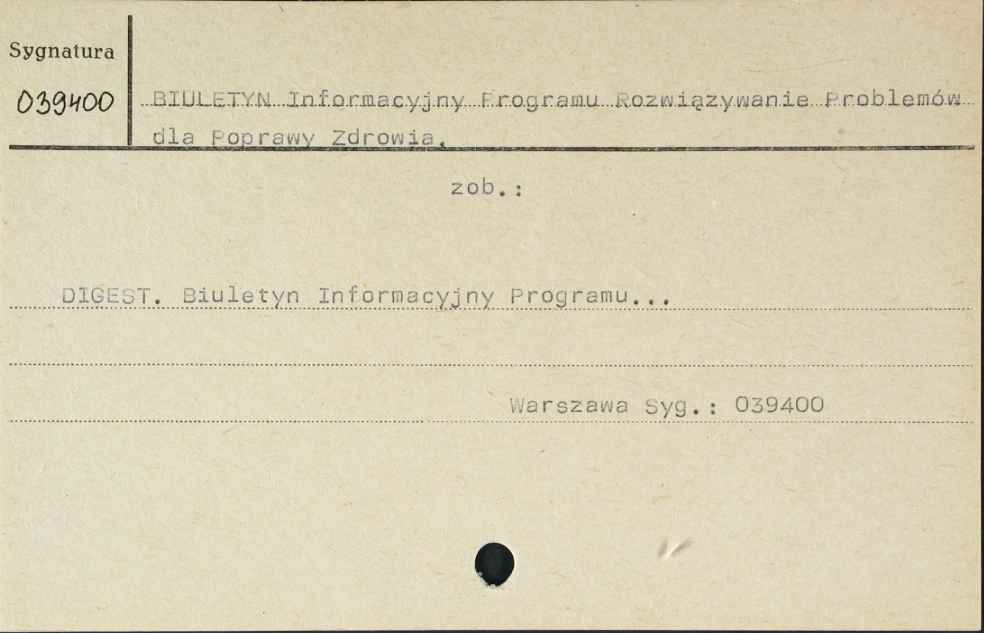 Sygnatura
039400 BIULETYN Informacyjny Programu Rozwiązywanie Problemów
dla Poprawy Zdrowia.
zob.:
DIGEST. Biuletyn Informacyjny Programu...
Warszawa Syg.: 039400